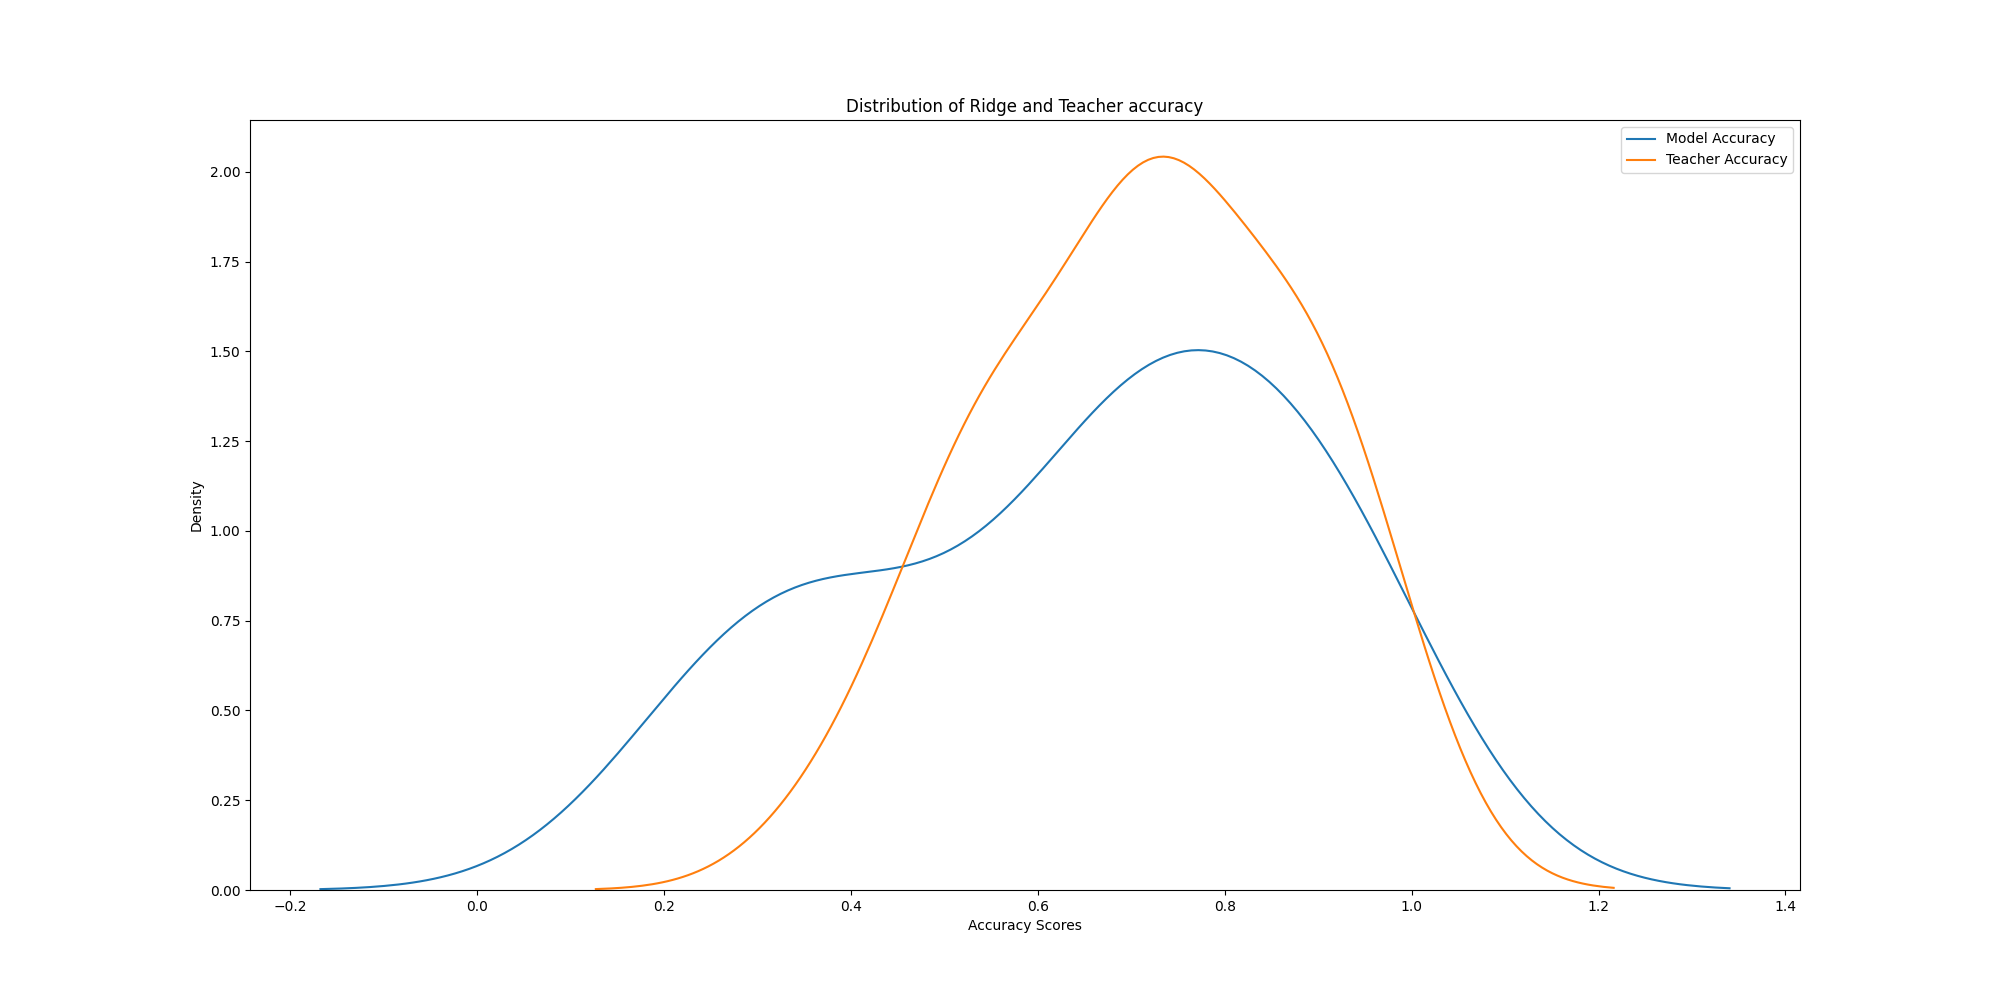 Distribution of Ridge and Teacher accuracy
Model Accuracy
Teacher Accuracy
2.00
1.75
1.50
1.25
1.00
0.75
0.50
0.25
0.00
Density
−0.2 0.0 0.2 0.4 0.6 0.8 1.0 1.2 1.4
Accuracy Scores